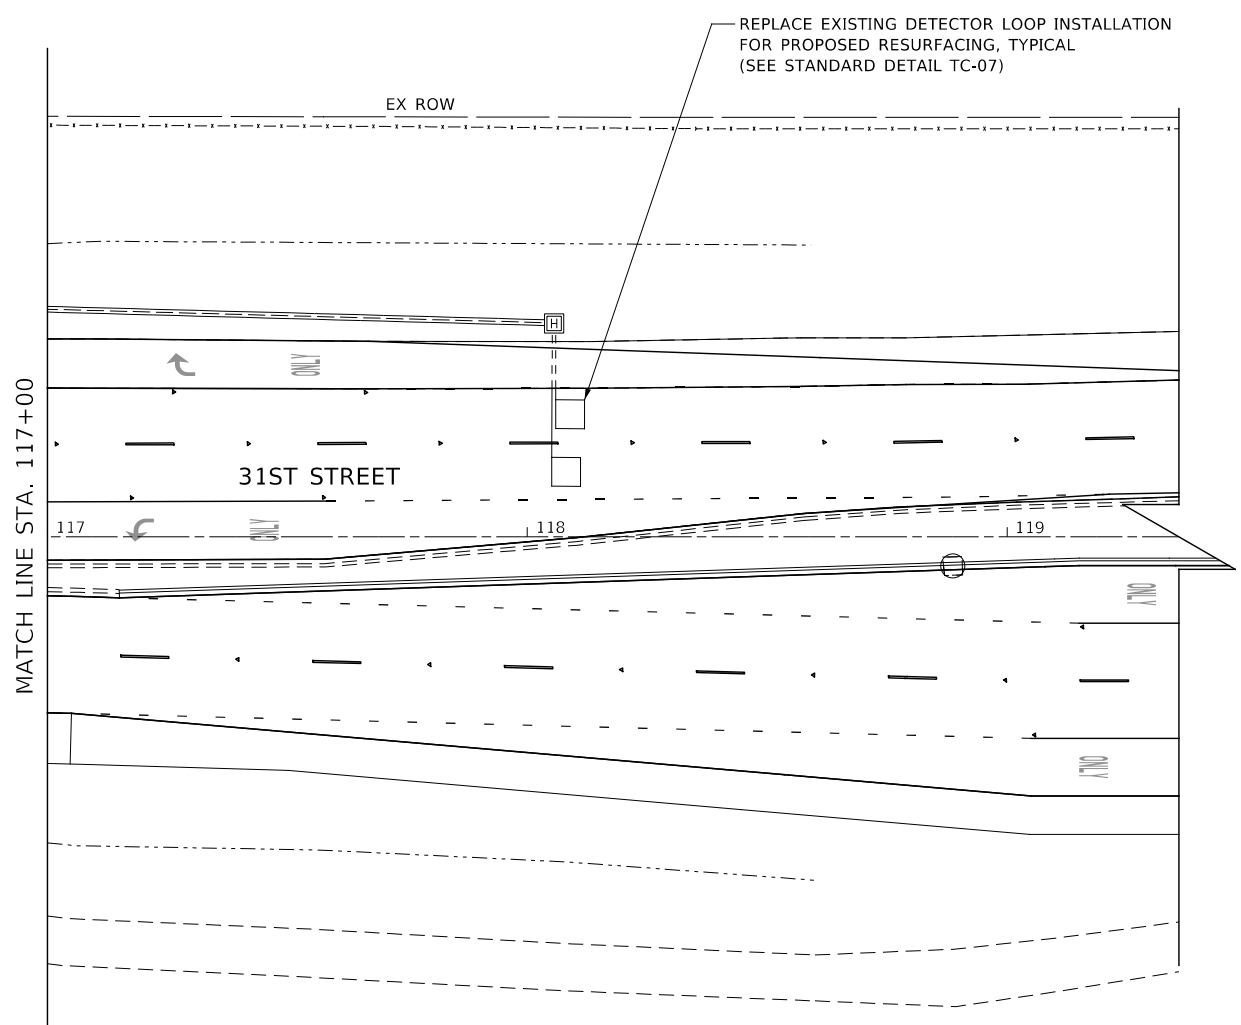 REPLACE EXISTING DETECTOR LOOP INSTALLATION
FOR PROPOSED RESURFACING, TYPICAL
(SEE STANDARD DETAIL TC-07)
EX ROW
H
ONLY
MATCH LINE STA. 117+00
31ST STREET
117
ONLY
118
119
ONLY
ONLY